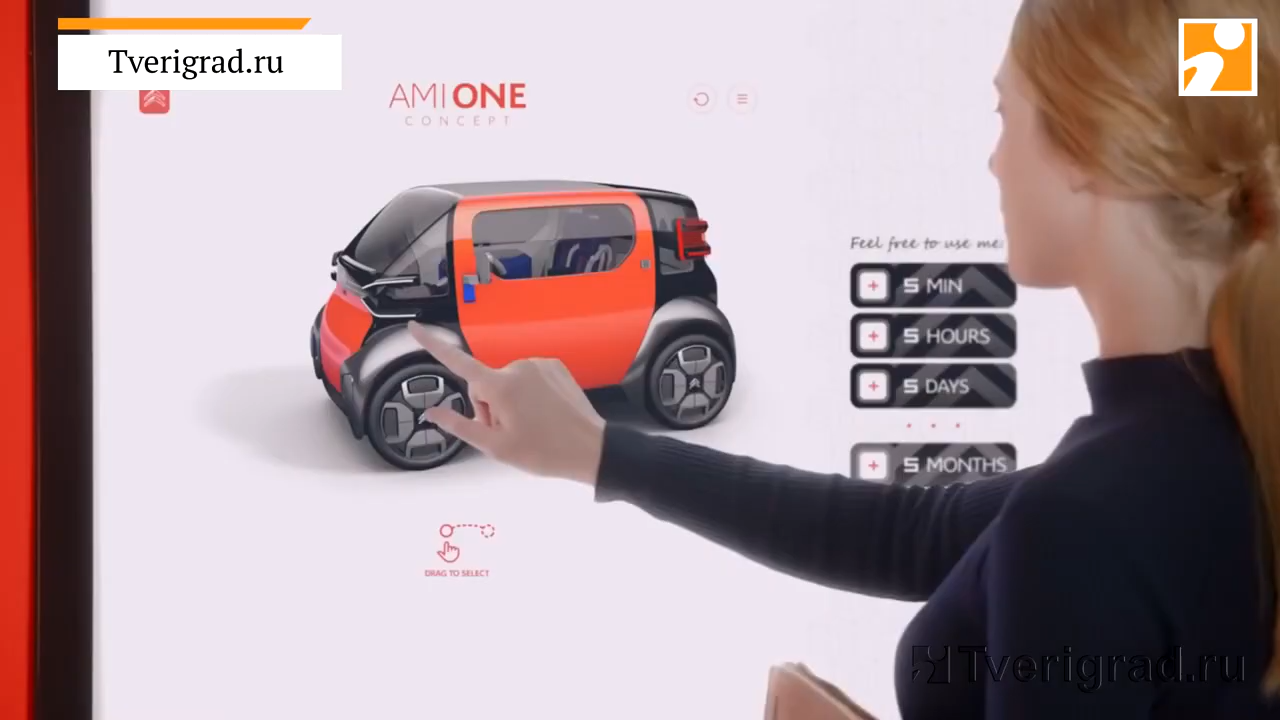 Tverigrad.ru
AMI ONE
CONCEPT
Feel free to use me:
+ 5 MIN
+ 5 HOURS
+ 5 DAYS
+ 5 MONTHS
DRAG TO SELECT
Tverigrad.ru